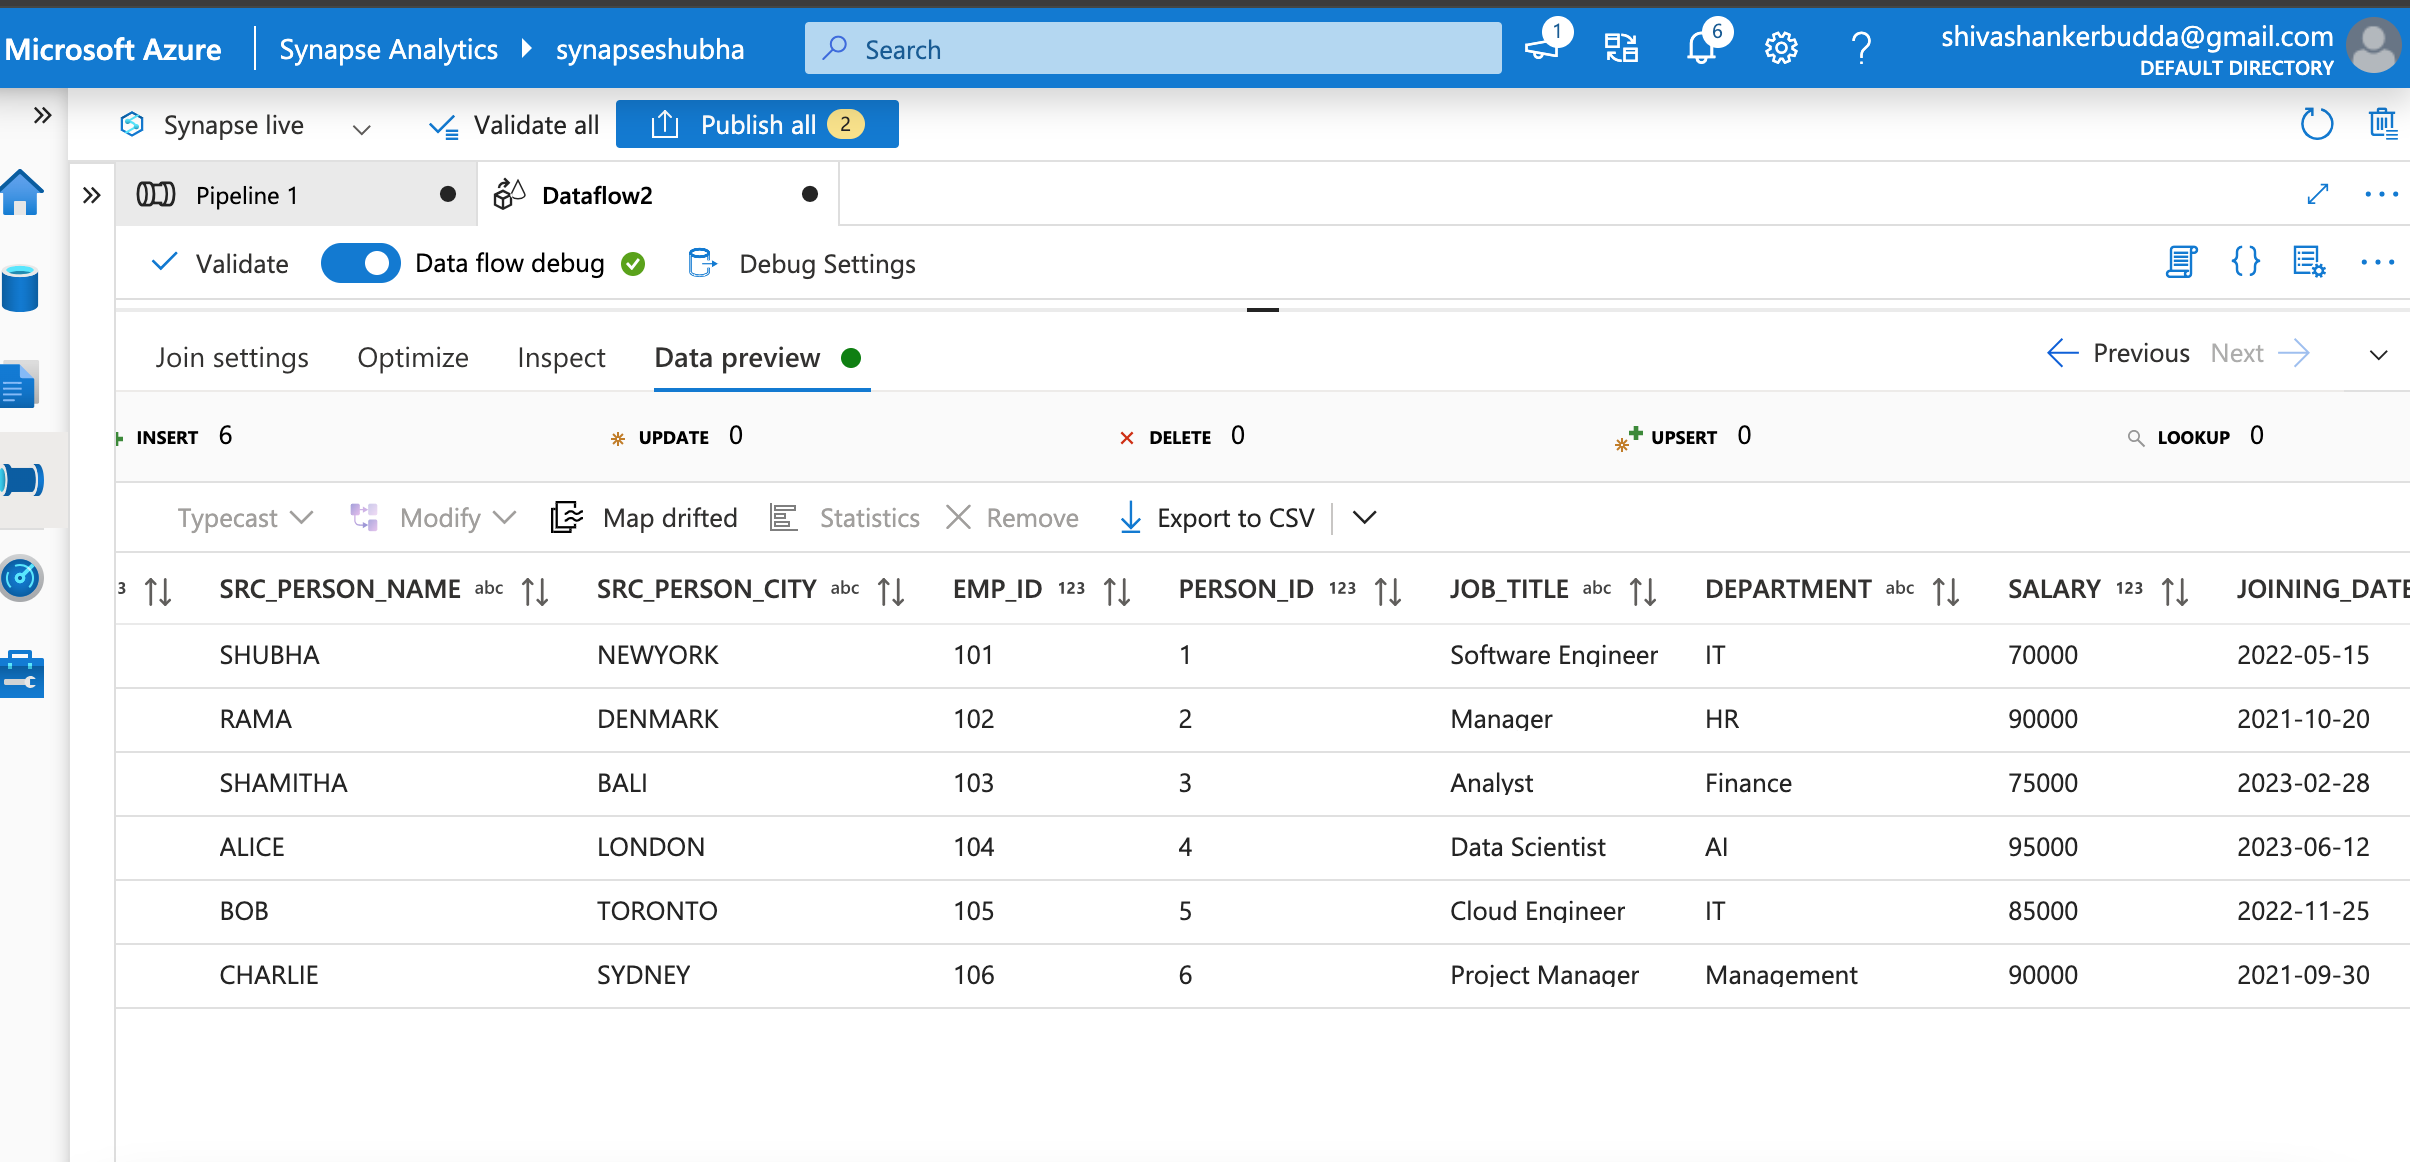 Microsoft Azure Synapse Analytics synapseshubha Search 1 6 ? shivashankerbudda@gmail.com
DEFAULT DIRECTORY
Synapse live Validate all Publish all 2
Pipeline 1 Dataflow2
Validate Data flow debug Debug Settings {}
Join settings Optimize Inspect Data preview Previous Next
INSERT 6 UPDATE 0 DELETE 0 UPSERT 0 LOOKUP 0
Typecast Modify Map drifted Statistics Remove Export to CSV
3 SRC_PERSON_NAME abc SRC_PERSON_CITY abc EMP_ID 123 PERSON_ID 123 JOB_TITLE abc DEPARTMENT abc SALARY 123 JOINING_DATE
SHUBHA NEWYORK 101 1 Software Engineer IT 70000 2022-05-15
RAMA DENMARK 102 2 Manager HR 90000 2021-10-20
SHAMITHA BALI 103 3 Analyst Finance 75000 2023-02-28
ALICE LONDON 104 4 Data Scientist AI 95000 2023-06-12
BOB TORONTO 105 5 Cloud Engineer IT 85000 2022-11-25
CHARLIE SYDNEY 106 6 Project Manager Management 90000 2021-09-30